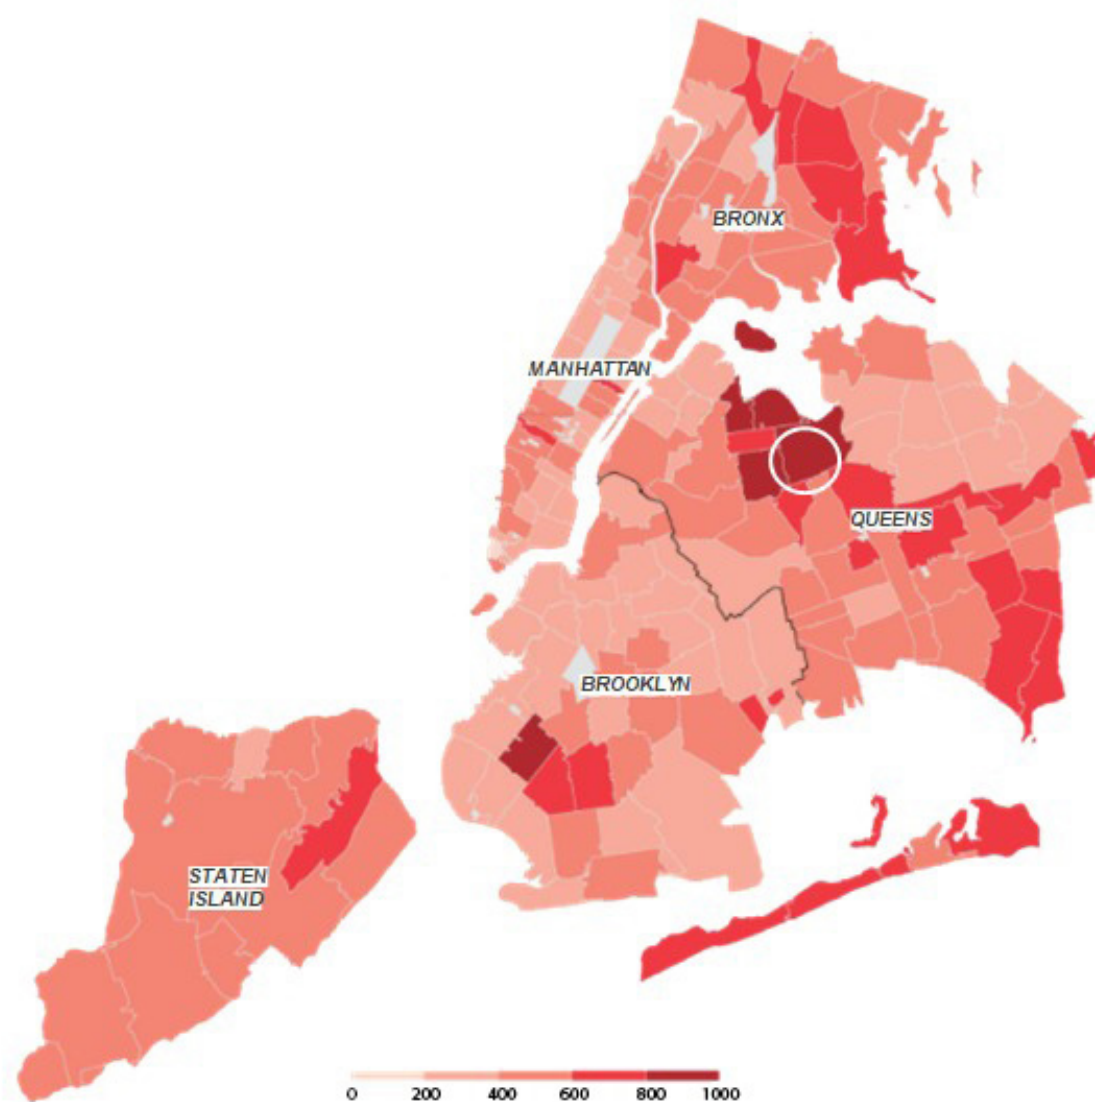 BRONX
MANHATTAN
QUEENS
BROOKLYN
STATEN
ISLAND
0 200 400 600 800 1000